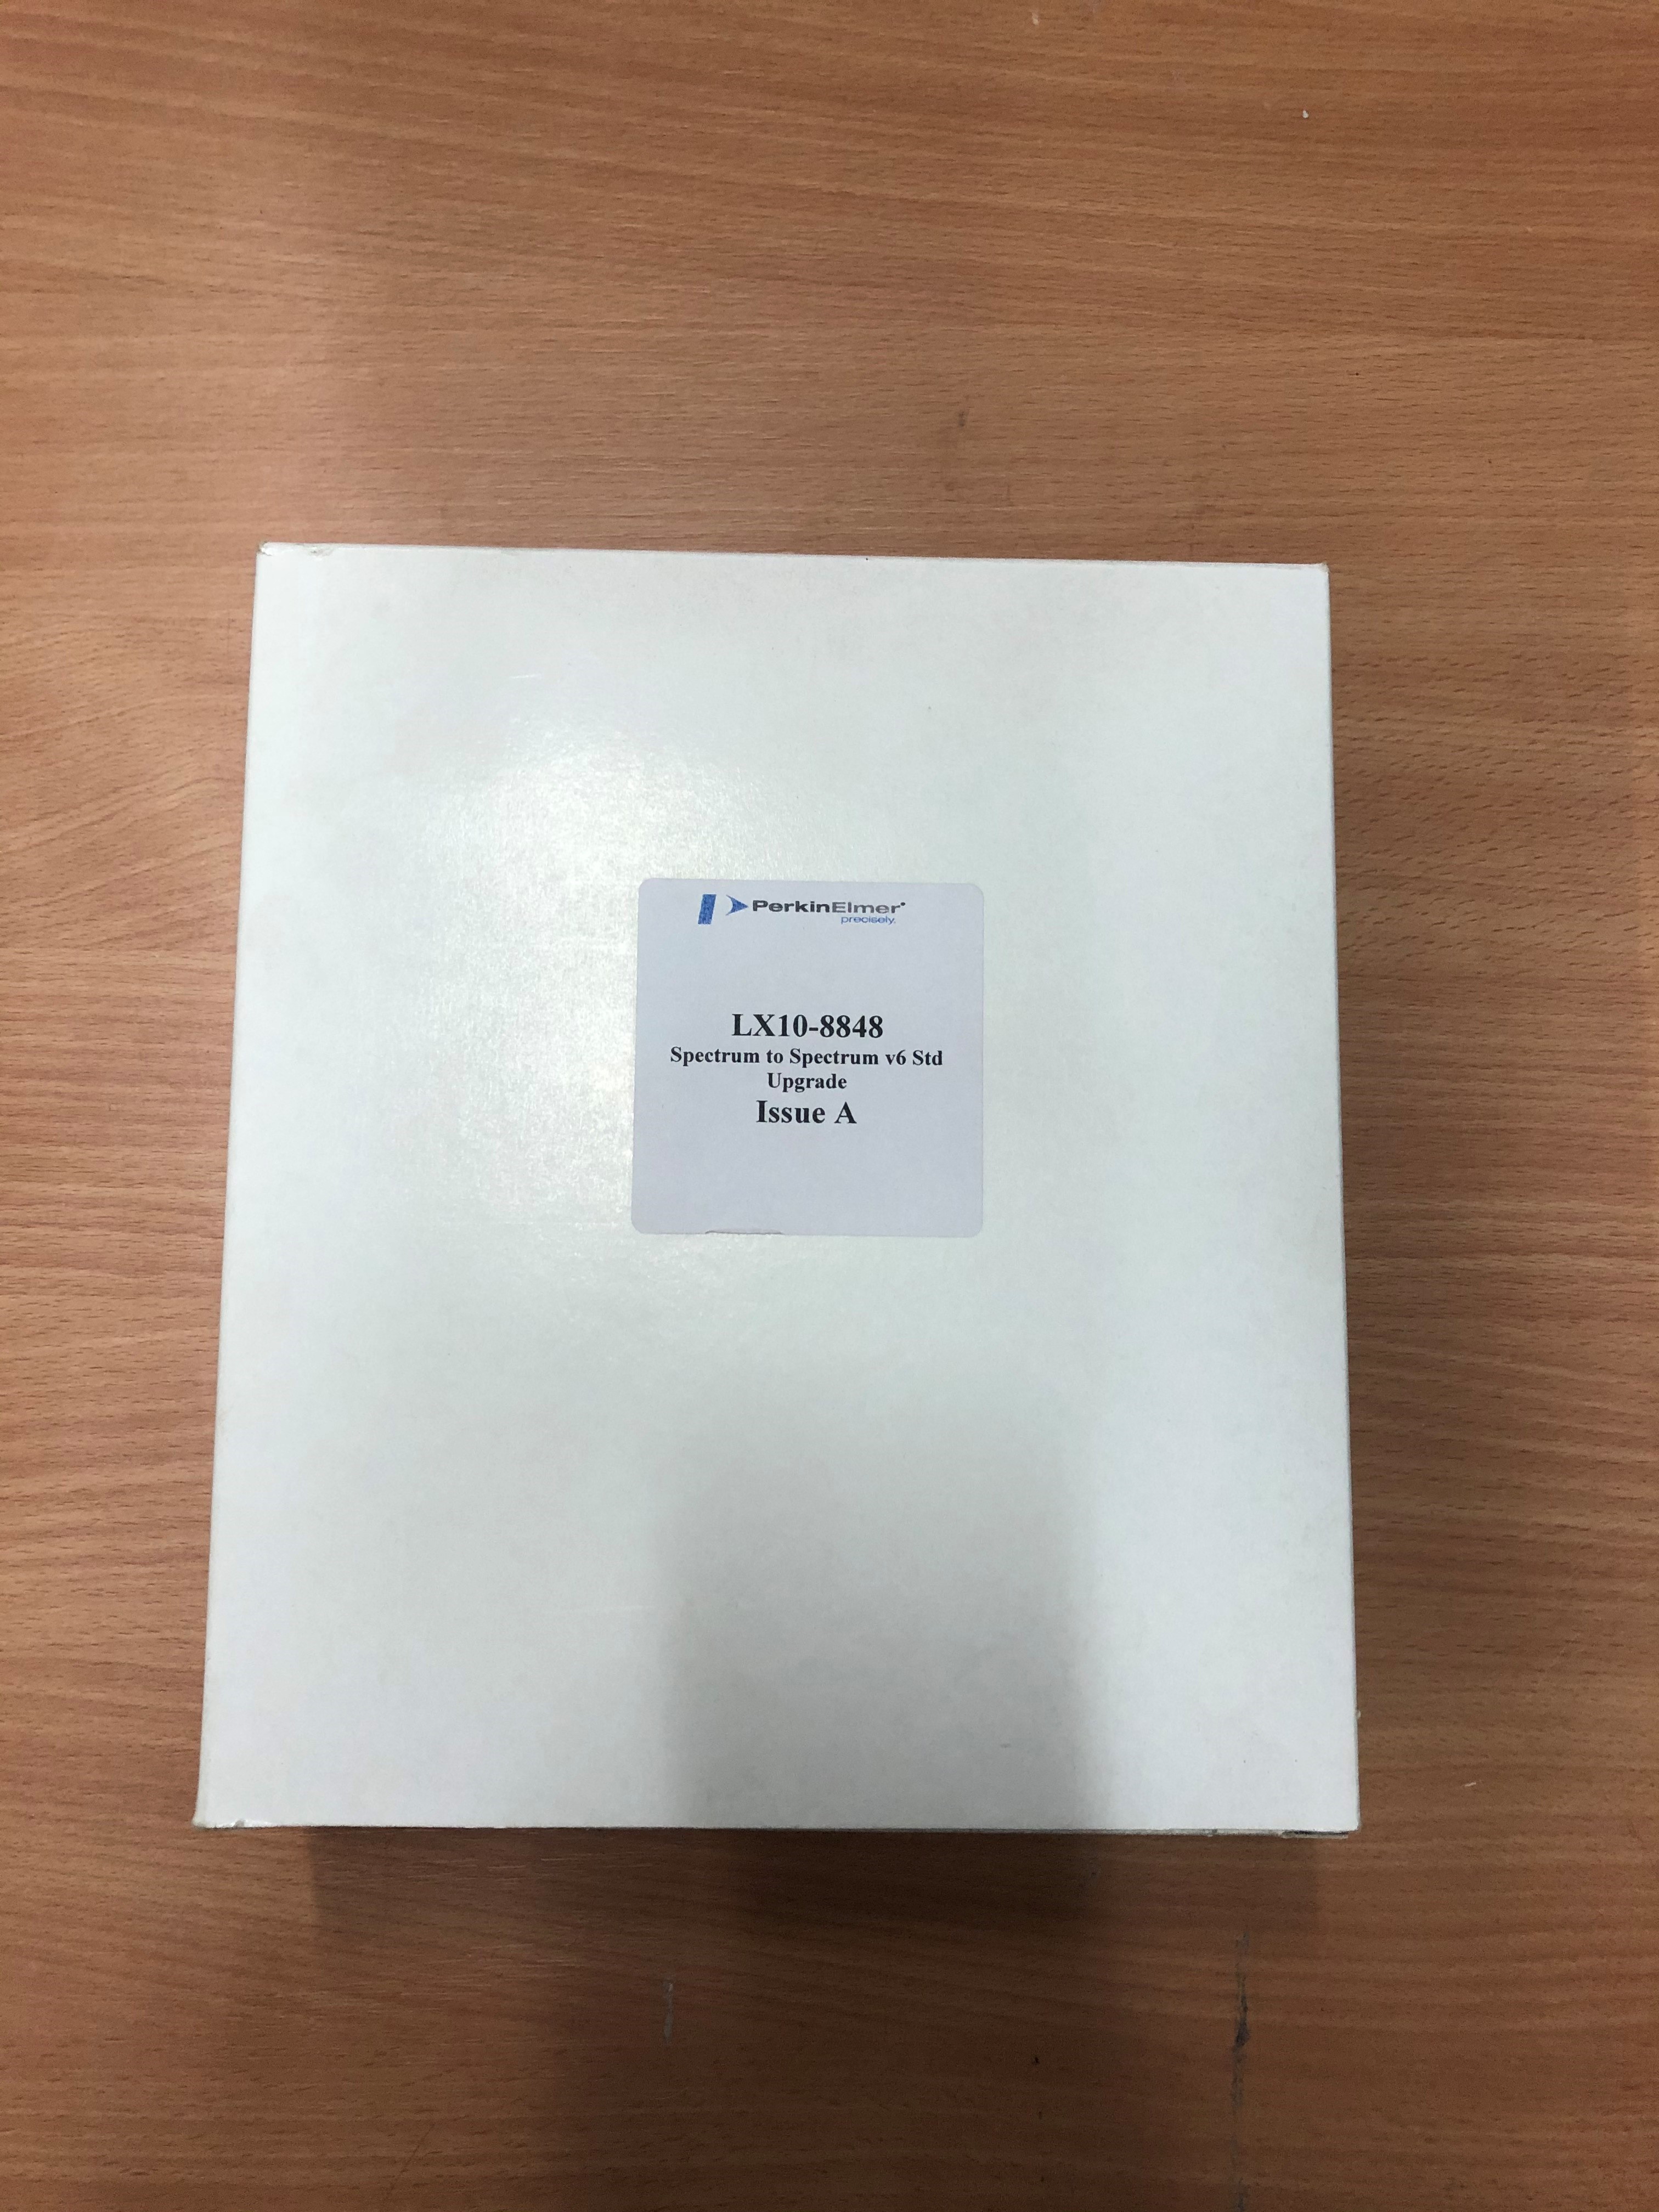 PerkinElmer
precisely.
LX10-8848
Spectrum to Spectrum v6 Std
Upgrade
Issue A